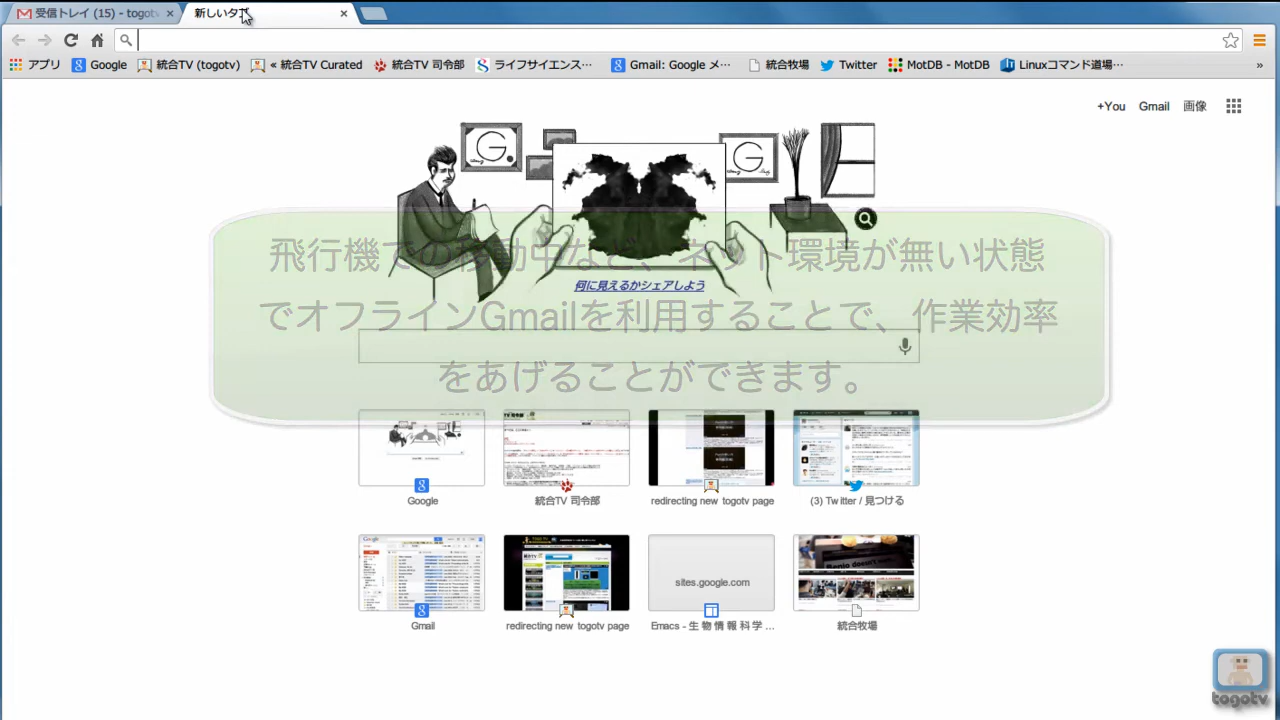 受信トレイ (15) - togotv
新しいタブ
アプリ
Google
統合TV (togotv)
« 統合TV Curated
統合TV 司令部
ライフサイエンス…
Gmail: Google メ…
統合牧場
Twitter
MotDB - MotDB
Linuxコマンド道場…
»
+You
Gmail
画像
飛行機での移動中など、ネット環境が無い状態
でオフラインGmailを利用することで、作業効率
をあげることができます。
何に見えるかシェアしよう
Google
統合TV 司令部
redirecting new togotv page
(3) Twitter / 見つける
sites.google.com
Gmail
redirecting new togotv page
Emacs - 生物情報科学 …
統合牧場
togotv